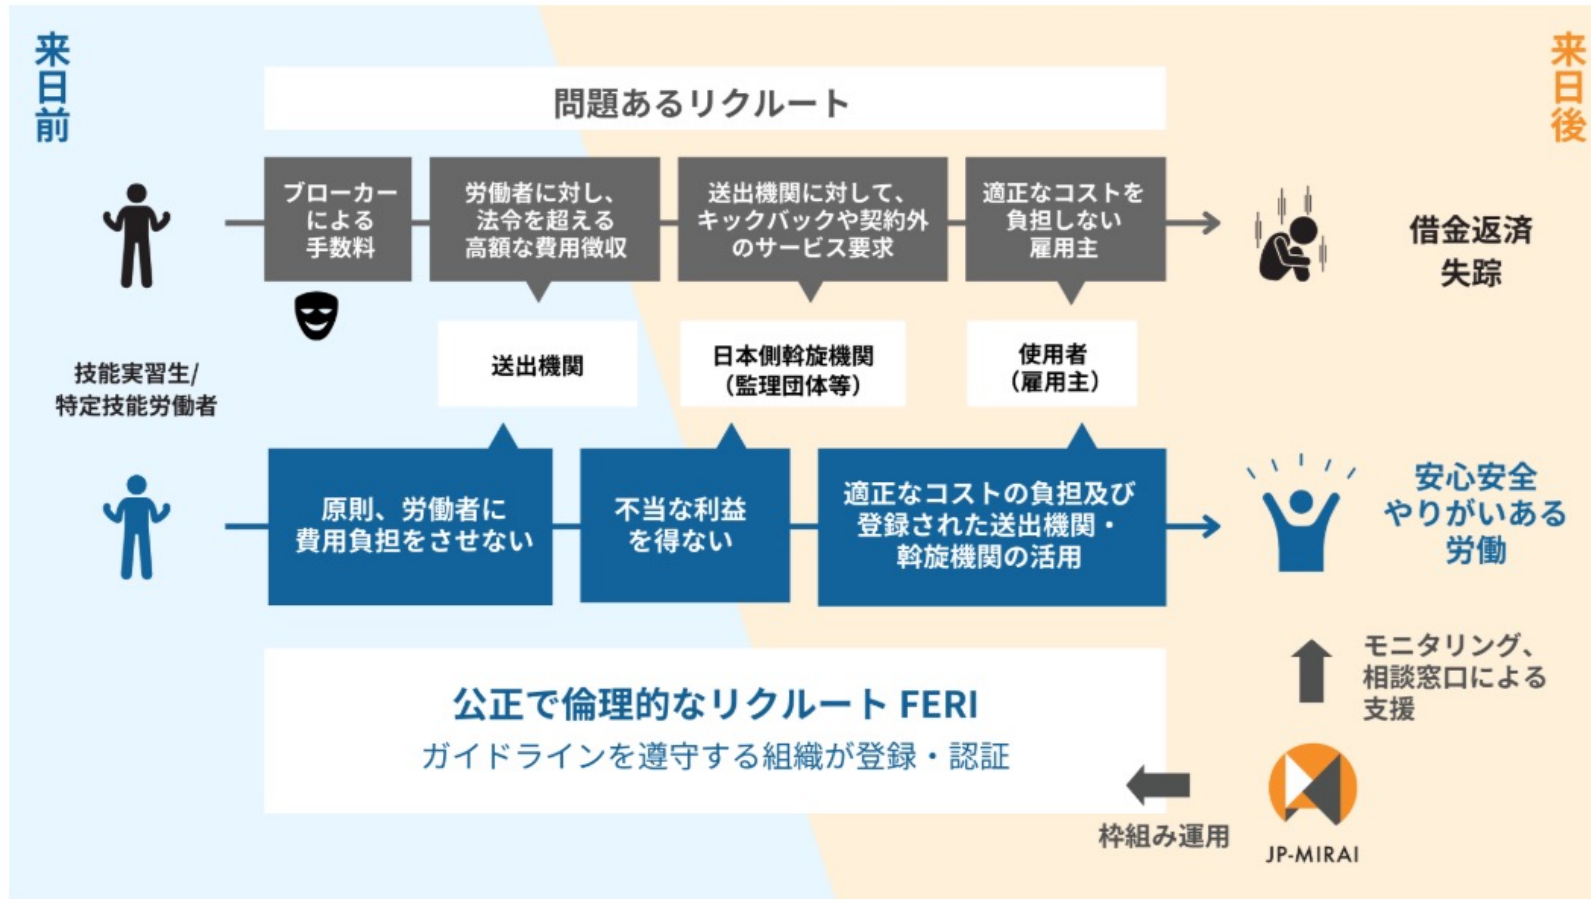 来日前
来日後
問題あるリクルート
ブローカー
による
手数料
労働者に対し、
法令を超える
高額な費用徴収
送出機関に対して、
キックバックや契約外
のサービス要求
適正なコストを
負担しない
雇用主
借金返済
失踪
技能実習生/
特定技能労働者
送出機関
日本側斡旋機関
（監理団体等）
使用者
（雇用主）
原則、労働者に
費用負担をさせない
不当な利益
を得ない
適正なコストの負担及び
登録された送出機関・
斡旋機関の活用
安心安全
やりがいある
労働
公正で倫理的なリクルート FERI
ガイドラインを遵守する組織が登録・認証
モニタリング、
相談窓口による
支援
枠組み運用
JP-MIRAI